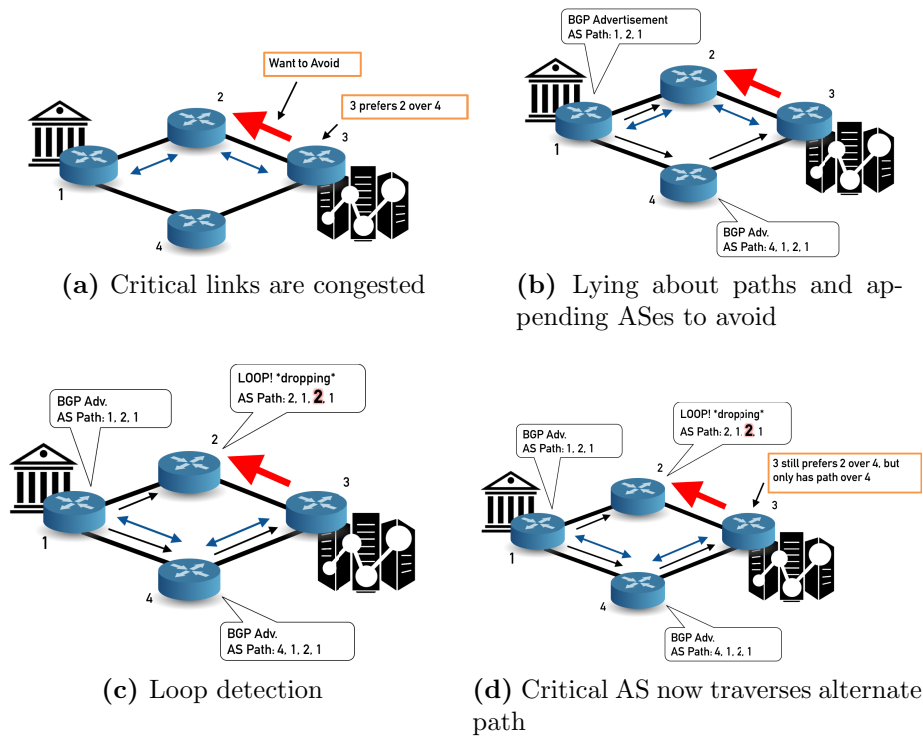 Want to Avoid
2
3 prefers 2 over 4
3
1
4
(a) Critical links are congested
BGP Advertisement
AS Path: 1, 2, 1
2
3
1
4
BGP Adv.
AS Path: 4, 1, 2, 1
(b) Lying about paths and ap-
pending ASes to avoid
LOOP! *dropping*
AS Path: 2, 1, 2, 1
BGP Adv.
AS Path: 1, 2, 1
2
3
1
4
BGP Adv.
AS Path: 4, 1, 2, 1
(c) Loop detection
LOOP! *dropping*
AS Path: 2, 1, 2, 1
BGP Adv.
AS Path: 1, 2, 1
2
3 still prefers 2 over 4, but
only has path over 4
3
1
4
BGP Adv.
AS Path: 4, 1, 2, 1
(d) Critical AS now traverses alternate
path